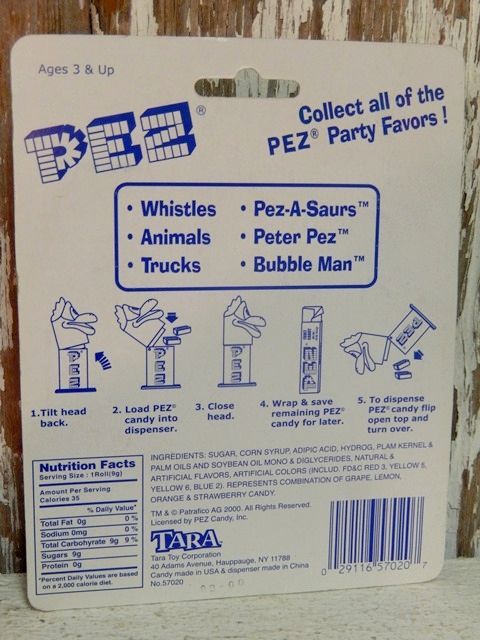 Ages 3 & Up
PEZ®
Collect all of the
PEZ® Party Favors !
• Whistles • Pez-A-Saurs™
• Animals • Peter Pez™
• Trucks • Bubble Man™
PEZ
PEZ
PEZ
PEZ
PEZ
1.Tilt head
back.
2. Load PEZ®
candy into
dispenser.
3. Close
head.
4. Wrap & save
remaining PEZ®
candy for later.
5. To dispense
PEZ® candy flip
open top and
turn over.
Nutrition Facts
Serving Size : 1Roll(9g)
Amount Per Serving
Calories 35
% Daily Value*
Total Fat 0g 0 %
Sodium 0mg 0 %
Total Carbohyrate 9g 9 %
Sugars 9g
Protein 0g
*Percent Daily Values are based
on a 2,000 calorie diet.
INGREDIENTS: SUGAR, CORN SYRUP, ADIPIC ACID, HYDROG, PLAM KERNEL &
PALM OILS AND SOYBEAN OIL MONO & DIGLYCERIDES, NATURAL &
ARTIFICIAL FLAVORS, ARTIFICIAL COLORS (INCLUD. FD&C RED 3, YELLOW 5,
YELLOW 6, BLUE 2). REPRESENTS COMBINATION OF GRAPE, LEMON,
ORANGE & STRAWBERRY CANDY.
TM & © Patrafico AG 2000. All Rights Reserved.
Licensed by PEZ Candy, Inc.
TARA
Tara Toy Corporation
40 Adams Avenue, Hauppauge, NY 11788
Candy made in USA & dispenser made in China
No.57020
0 29116 57020 7